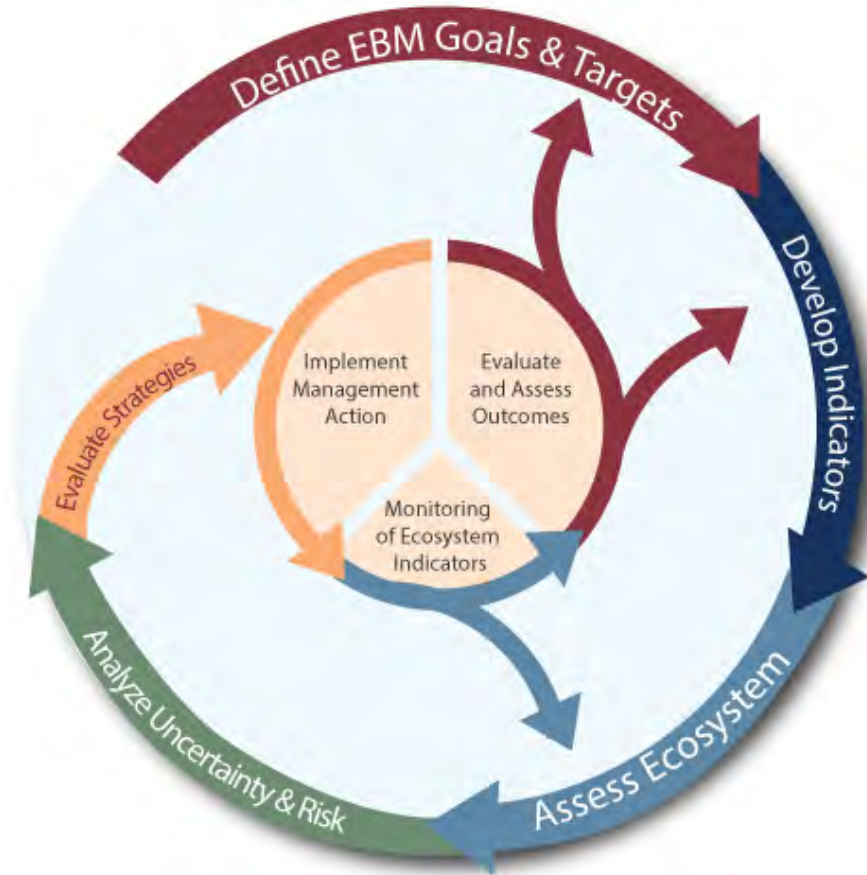 Define EBM Goals & Targets
Develop Indicators
Assess Ecosystem
Analyze Uncertainty & Risk
Evaluate Strategies
Implement
Management
Action
Evaluate
and Assess
Outcomes
Monitoring
of Ecosystem
Indicators